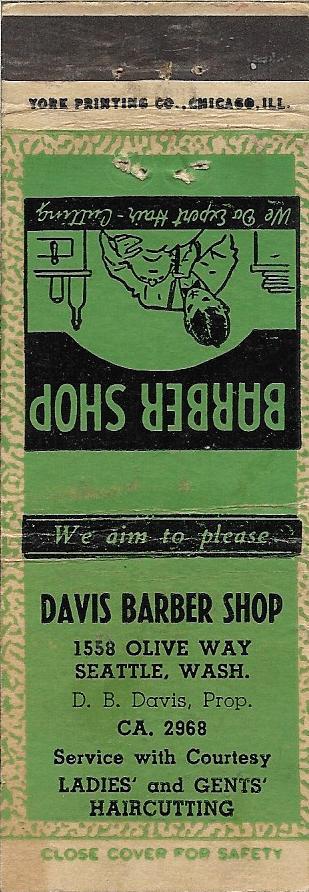 YORK PRINTING CO., CHICAGO, ILL.
BARBER SHOP
We Do Expert Hair-Cutting
We aim to please
DAVIS BARBER SHOP
1558 OLIVE WAY
SEATTLE, WASH.
D. B. Davis, Prop.
CA. 2968
Service with Courtesy
LADIES' and GENTS'
HAIRCUTTING
CLOSE COVER FOR SAFETY